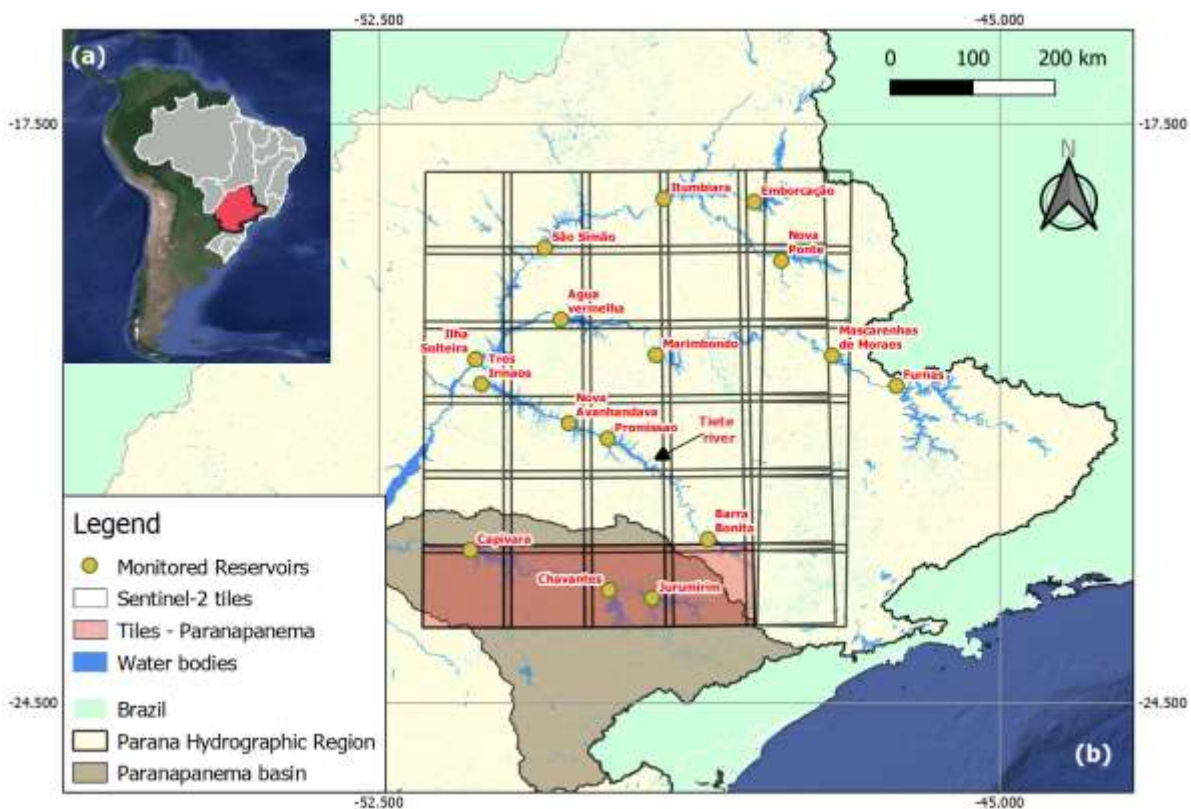 -52.500
-45.000
(a)
0 100 200 km
-17.500
-17.500
N
Itumbiara
Emborcação
São Simão
Nova
Ponte
Agua
vermelha
Ilha
Solteira
Tres
Irmaos
Marimbondo
Mascarenhas
de Moraes
Furnas
Nova
Avanhandava
Promissao
Tiete
river
Barra
Bonita
Capivara
Chavantes
Jurumirim
Legend
Monitored Reservoirs
Sentinel-2 tiles
Tiles - Paranapanema
Water bodies
Brazil
Parana Hydrographic Region
Paranapanema basin
-24.500
-24.500
(b)
-52.500
-45.000